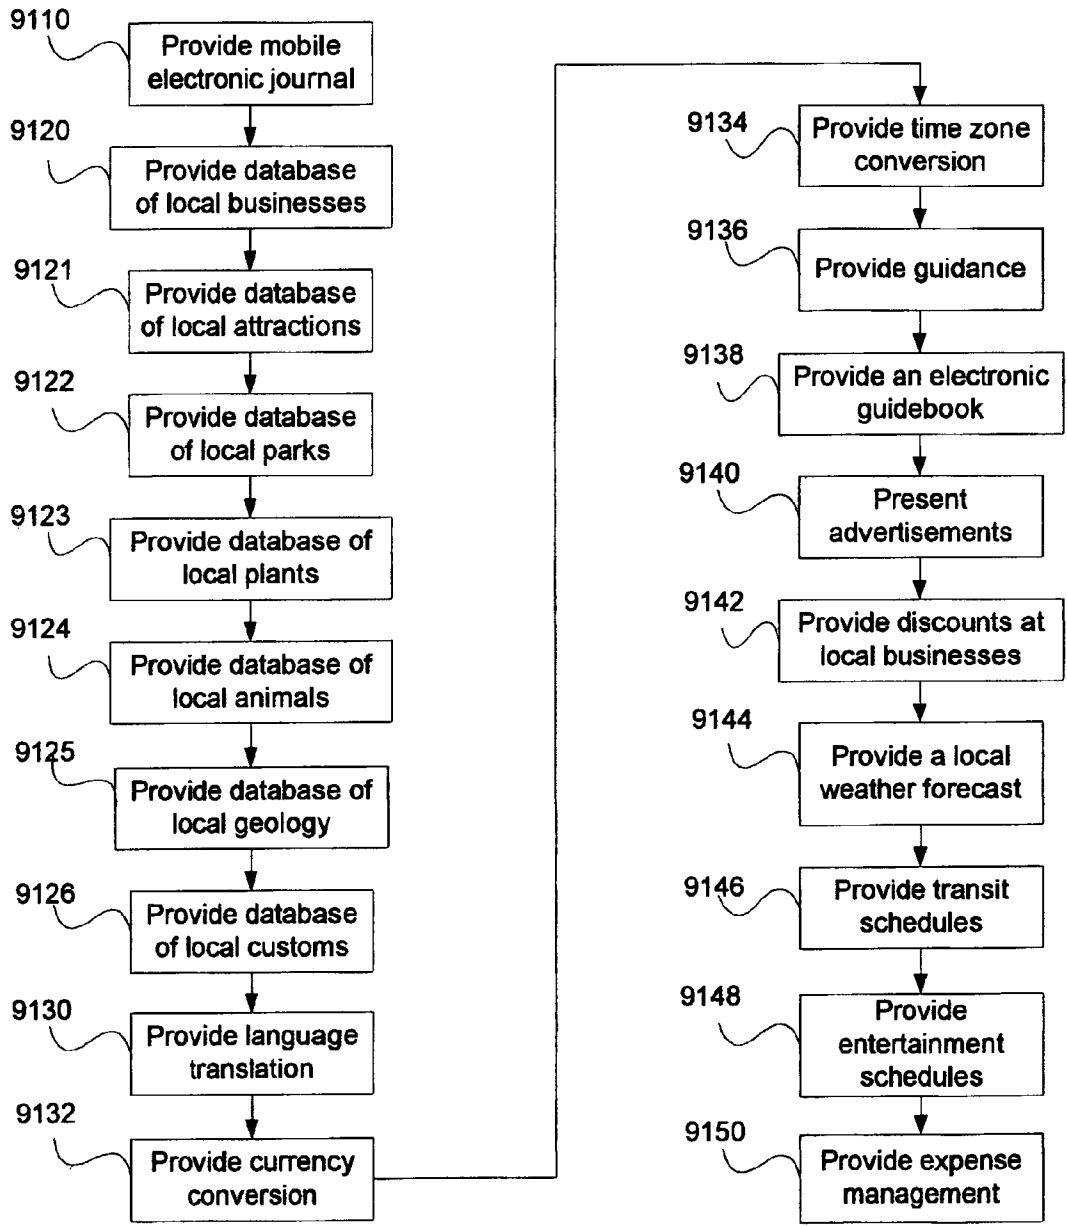 9110
Provide mobile
electronic journal
9120
Provide database
of local businesses
9121
Provide database
of local attractions
9122
Provide database
of local parks
9123
Provide database of
local plants
9124
Provide database of
local animals
9125
Provide database of
local geology
9126
Provide database
of local customs
9130
Provide language
translation
9132
Provide currency
conversion
9134
Provide time zone
conversion
9136
Provide guidance
9138
Provide an electronic
guidebook
9140
Present
advertisements
9142
Provide discounts at
local businesses
9144
Provide a local
weather forecast
9146
Provide transit
schedules
9148
Provide
entertainment
schedules
9150
Provide expense
management